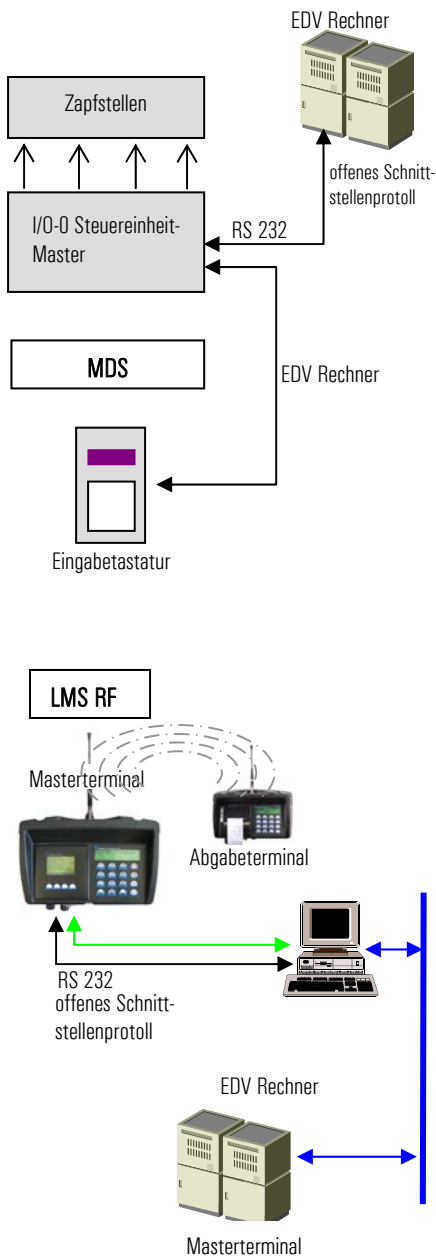 EDV Rechner
Zapfstellen
offenes Schnitt-
stellenprotoll
I/O-O Steuereinheit-
Master
RS 232
MDS
EDV Rechner
Eingabetastatur
LMS RF
Masterterminal
Abgabeterminal
RS 232
offenes Schnitt-
stellenprotoll
EDV Rechner
Masterterminal